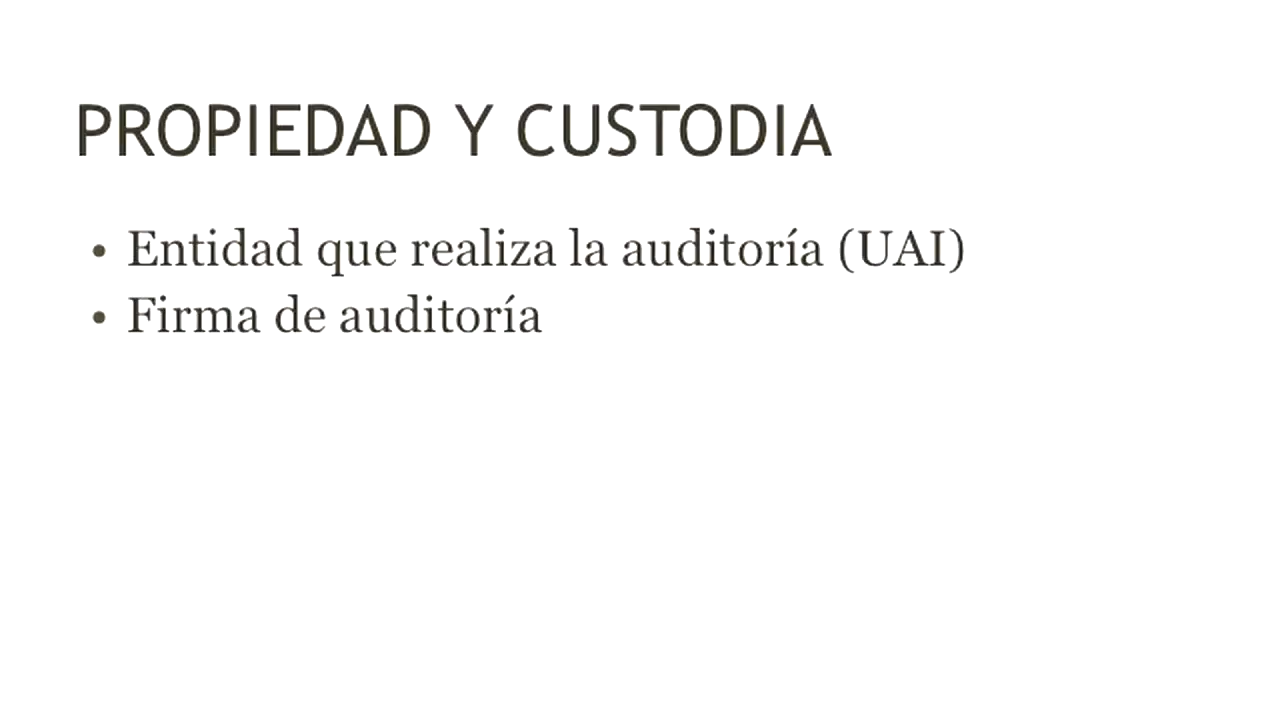 PROPIEDAD Y CUSTODIA
• Entidad que realiza la auditoría (UAI)
• Firma de auditoría